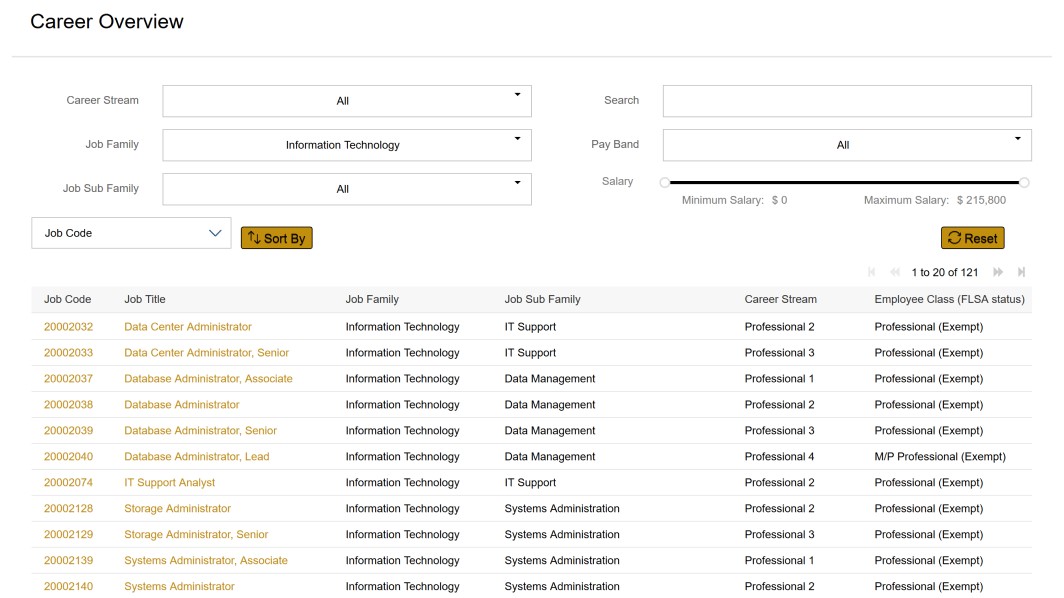 Career Overview
Career Stream All Search
Job Family Information Technology Pay Band All
Job Sub Family All Salary
Minimum Salary: $ 0 Maximum Salary: $ 215,800
Job Code Sort By Reset
1 to 20 of 121
Job Code Job Title Job Family Job Sub Family Career Stream Employee Class (FLSA status)
20002032 Data Center Administrator Information Technology IT Support Professional 2 Professional (Exempt)
20002033 Data Center Administrator, Senior Information Technology IT Support Professional 3 Professional (Exempt)
20002037 Database Administrator, Associate Information Technology Data Management Professional 1 Professional (Exempt)
20002038 Database Administrator Information Technology Data Management Professional 2 Professional (Exempt)
20002039 Database Administrator, Senior Information Technology Data Management Professional 3 Professional (Exempt)
20002040 Database Administrator, Lead Information Technology Data Management Professional 4 M/P Professional (Exempt)
20002074 IT Support Analyst Information Technology IT Support Professional 2 Professional (Exempt)
20002128 Storage Administrator Information Technology Systems Administration Professional 2 Professional (Exempt)
20002129 Storage Administrator, Senior Information Technology Systems Administration Professional 3 Professional (Exempt)
20002139 Systems Administrator, Associate Information Technology Systems Administration Professional 1 Professional (Exempt)
20002140 Systems Administrator Information Technology Systems Administration Professional 2 Professional (Exempt)